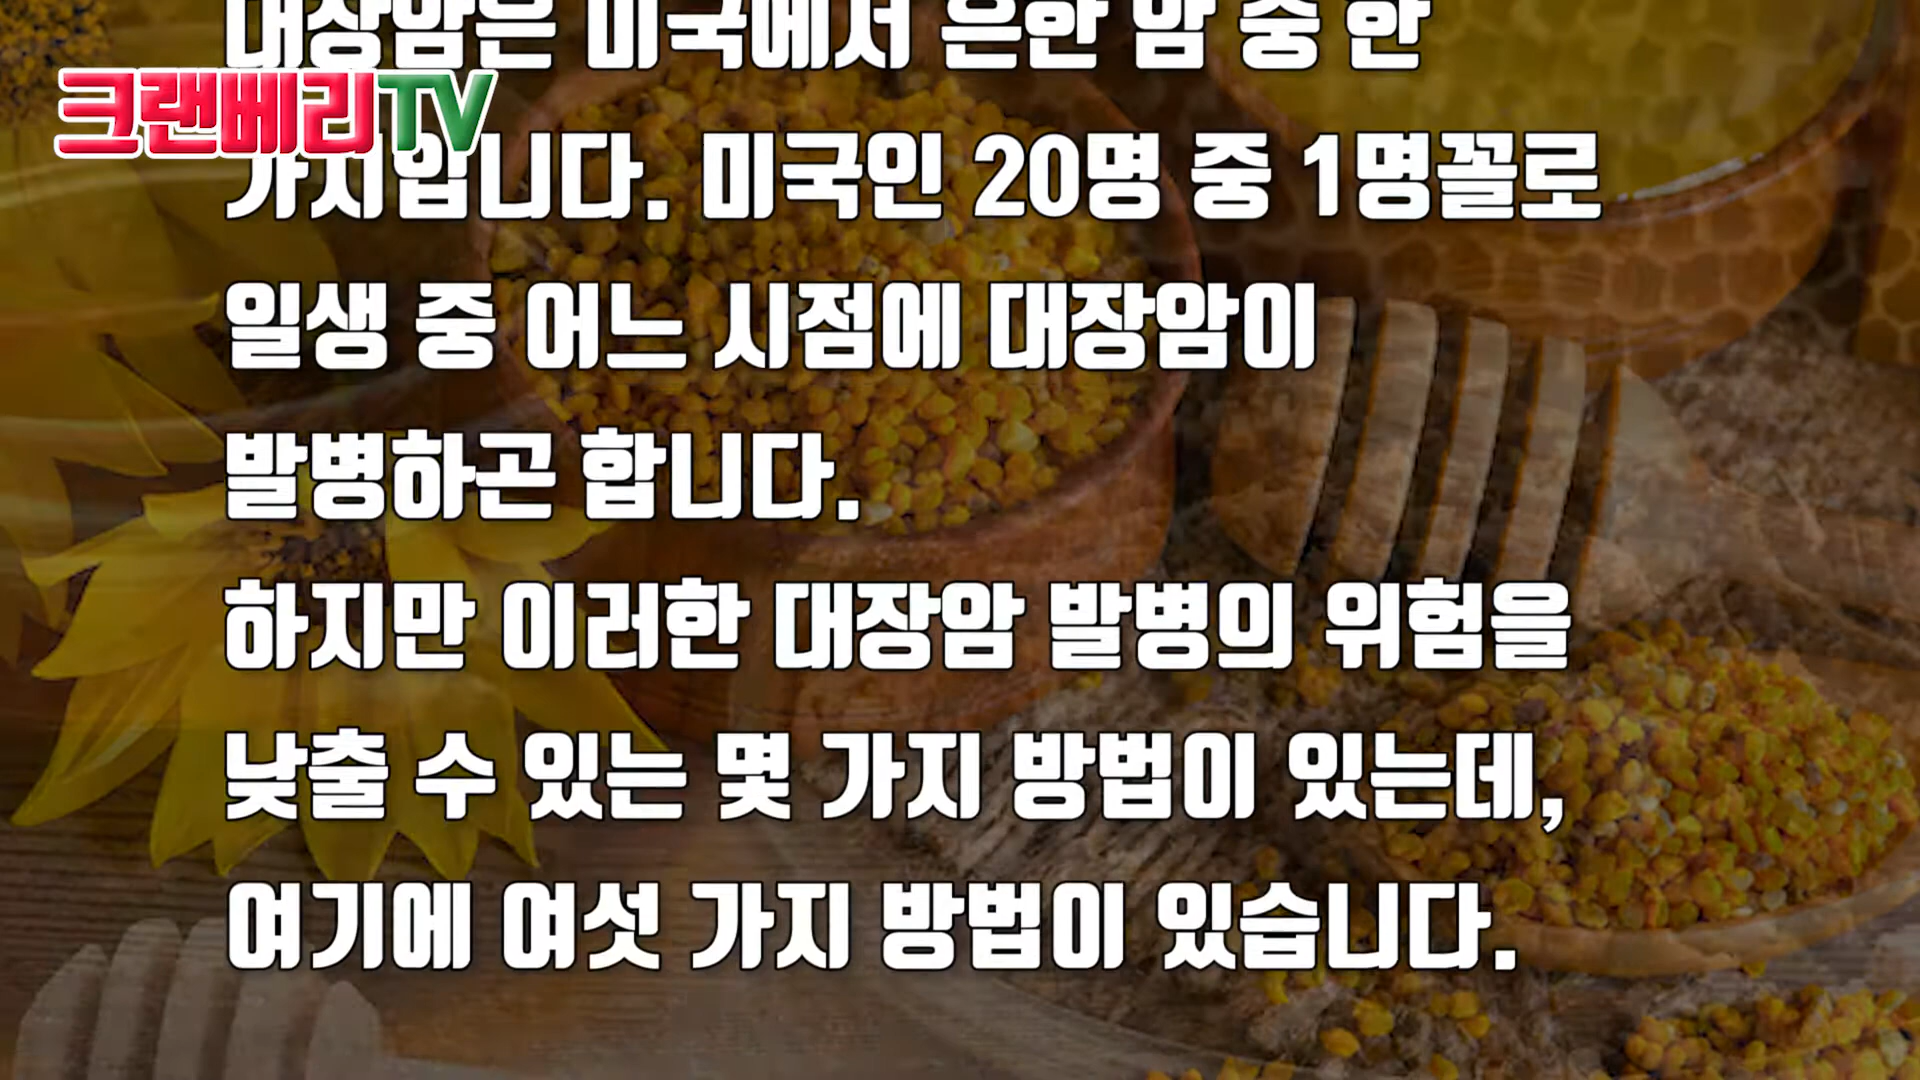 대장암은 미국에서 흔한 암 중 한
크랜베리TV
가지입니다. 미국인 20명 중 1명꼴로
일생 중 어느 시점에 대장암이
발병하곤 합니다.
하지만 이러한 대장암 발병의 위험을
낮출 수 있는 몇 가지 방법이 있는데,
여기에 여섯 가지 방법이 있습니다.